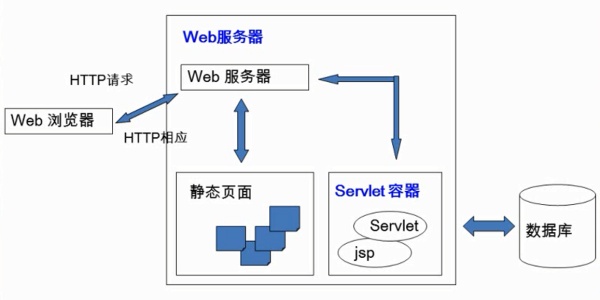 Web服务器
Web 服务器
HTTP请求
Web 浏览器
HTTP相应
静态页面
Servlet 容器
Servlet
jsp
数据库